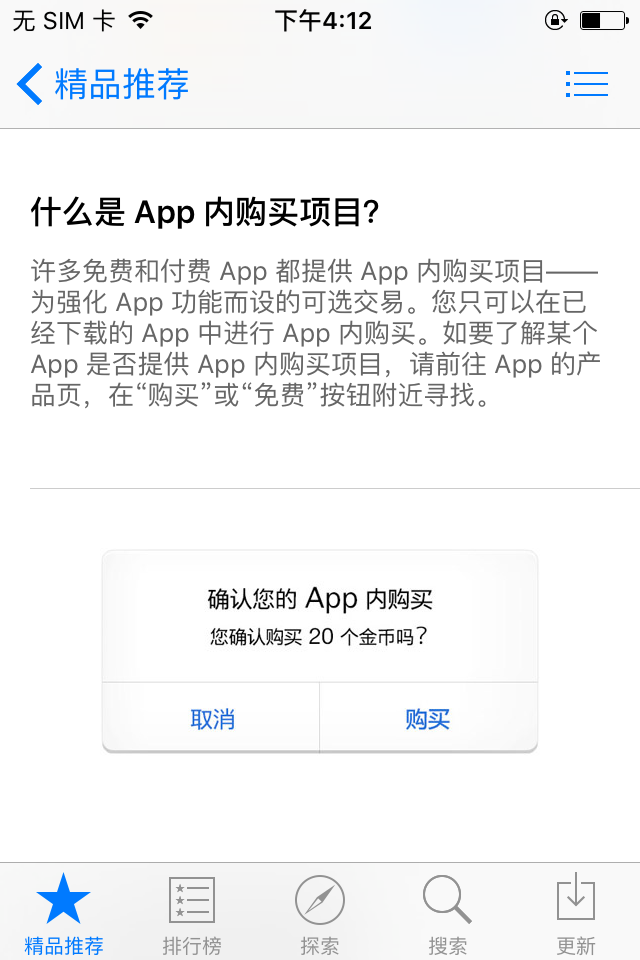 无 SIM 卡 下午4:12
精品推荐
什么是 App 内购买项目?
许多免费和付费 App 都提供 App 内购买项目——
为强化 App 功能而设的可选交易。您只可以在已
经下载的 App 中进行 App 内购买。如要了解某个
App 是否提供 App 内购买项目，请前往 App 的产
品页，在“购买”或“免费”按钮附近寻找。
确认您的 App 内购买
您确认购买 20 个金币吗？
取消 购买
精品推荐 排行榜 探索 搜索 更新